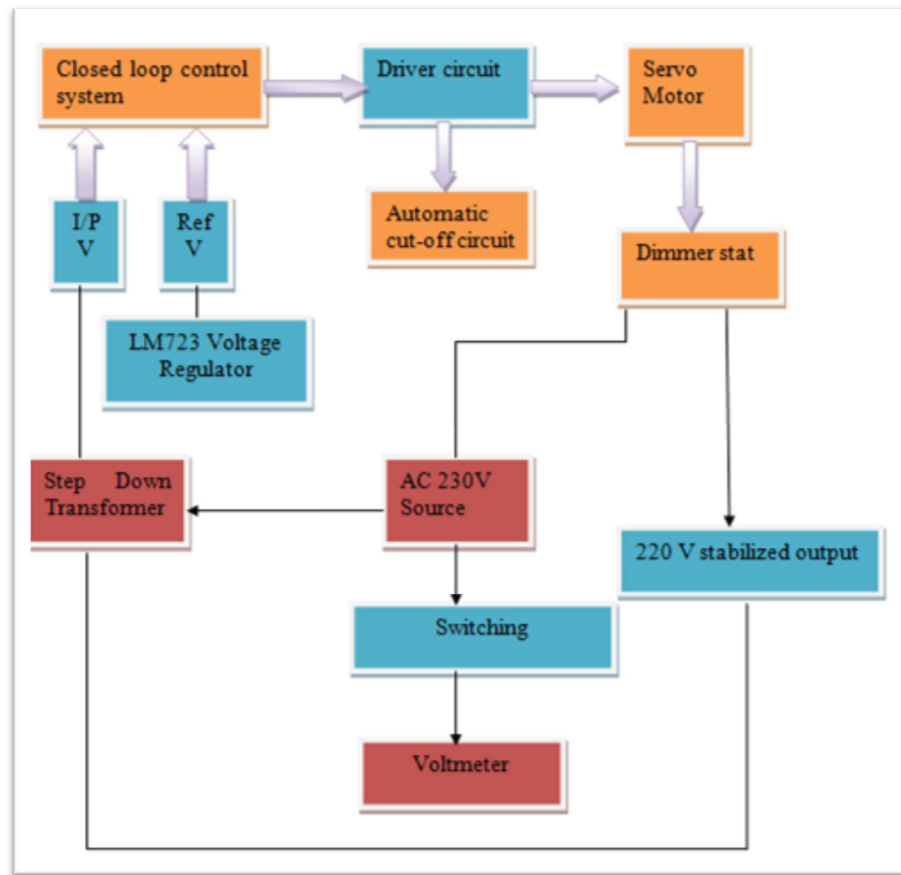 Closed loop control
system
Driver circuit
Servo
Motor
I/P
V
Ref
V
Automatic
cut-off circuit
Dimmer stat
LM723 Voltage
Regulator
Step Down
Transformer
AC 230V
Source
220 V stabilized output
Switching
Voltmeter